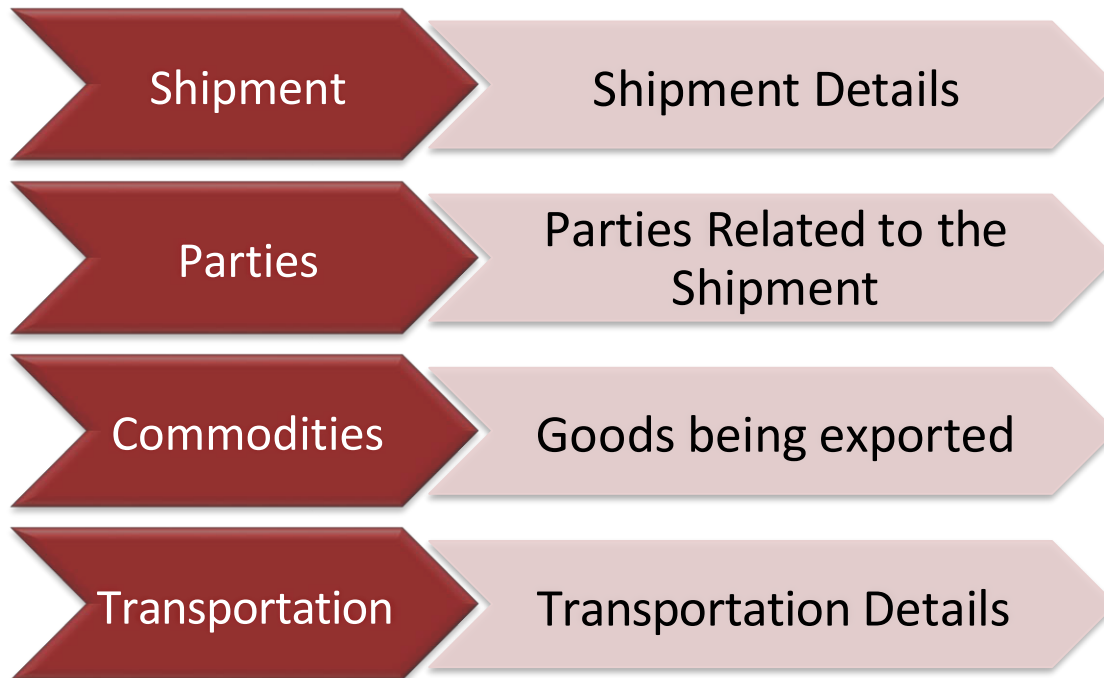 Shipment
Shipment Details
Parties
Parties Related to the
Shipment
Commodities
Goods being exported
Transportation
Transportation Details